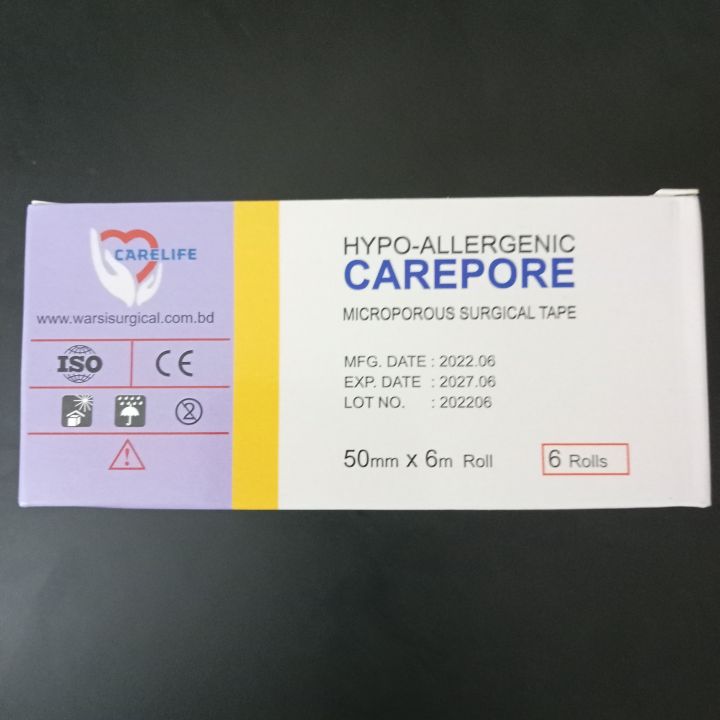 CARELIFE
www.warsisurgical.com.bd
ISO
CE
2
HYPO-ALLERGENIC
CAREPORE
MICROPOROUS SURGICAL TAPE
MFG. DATE : 2022.06
EXP. DATE : 2027.06
LOT NO. : 202206
50mm x 6m Roll
6 Rolls